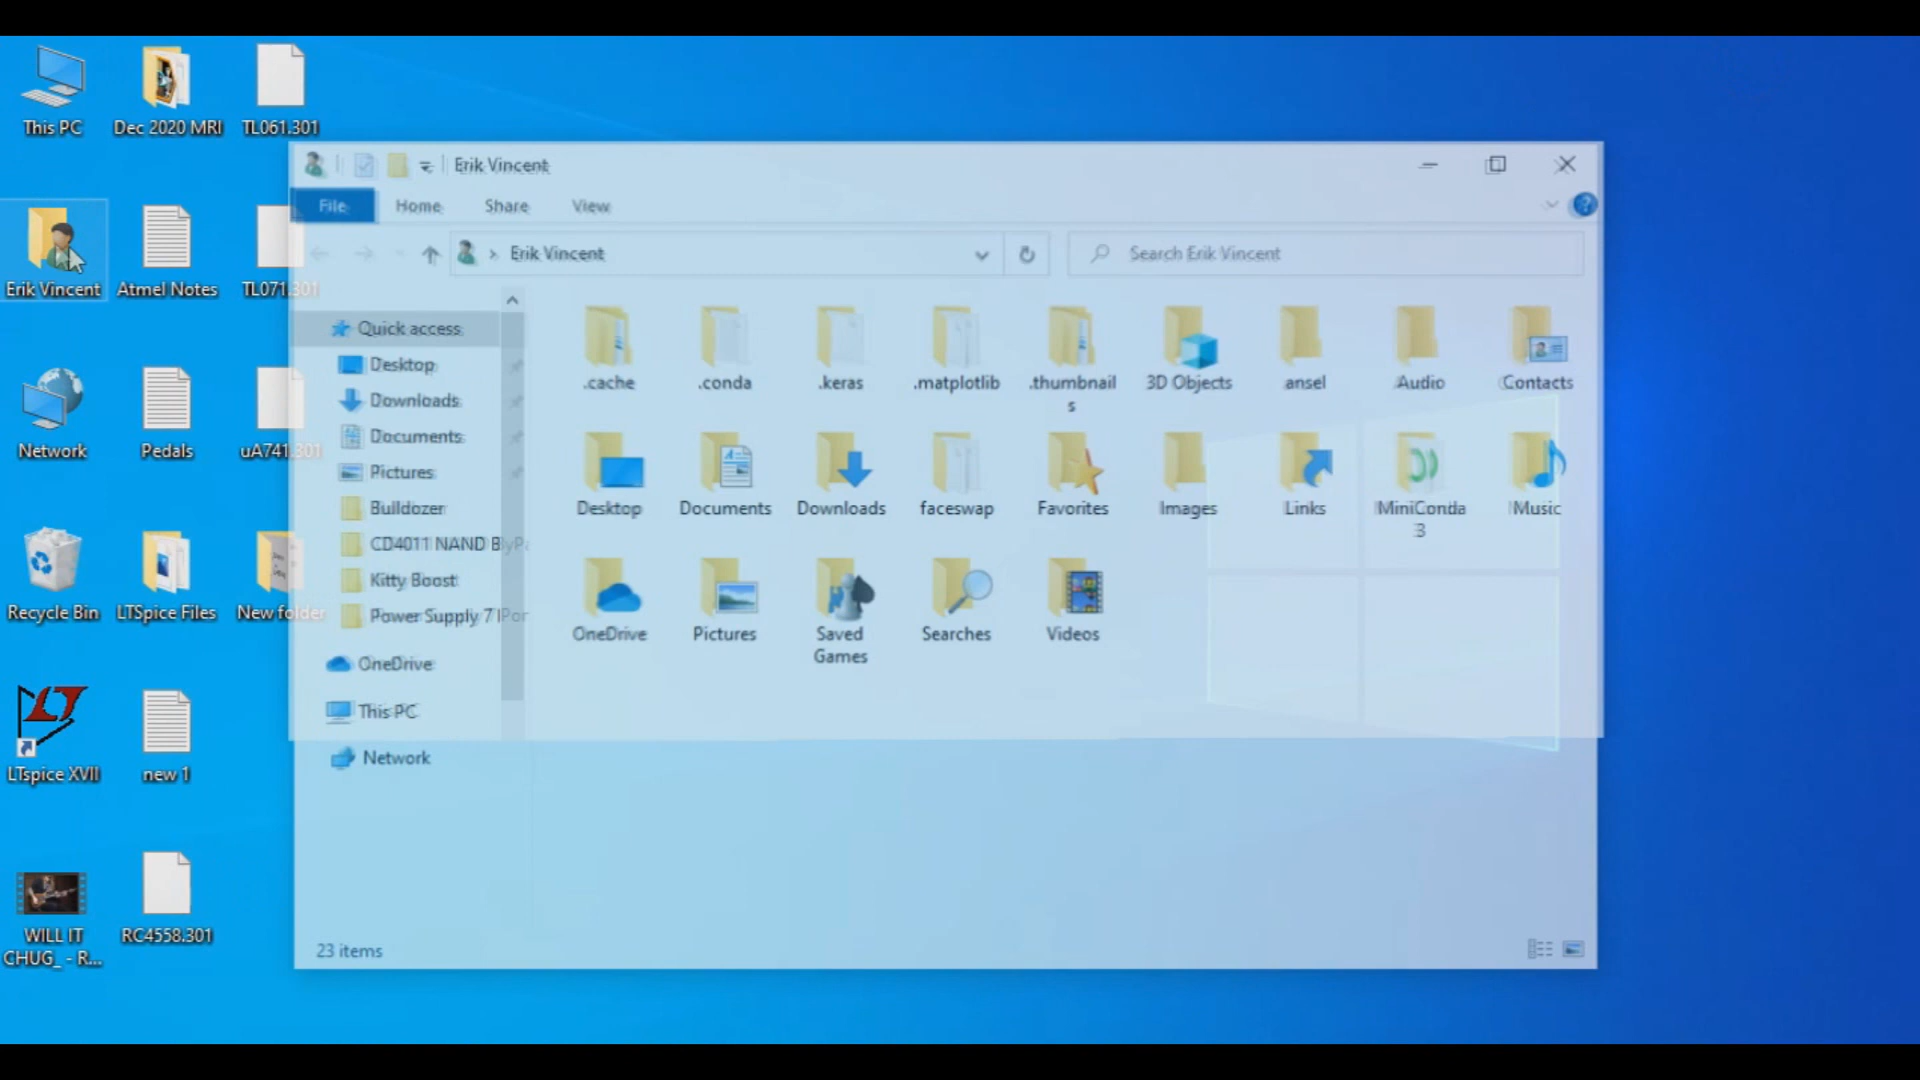 This PC
Dec 2020 MRI
TL061.301
Erik Vincent
Atmel Notes
TL071.301
Network
Pedals
uA741.301
Recycle Bin
LTSpice Files
New folder
LTspice XVII
new 1
WILL IT
CHUG_ - R...
RC4558.301
Erik Vincent
File
Home
Share
View
Erik Vincent
Search Erik Vincent
Quick access
Desktop
Downloads
Documents
Pictures
Bulldozer
CD4011 NAND
Kitty Boost
Power Supply 7
OneDrive
This PC
Network
.cache
.conda
.keras
.matplotlib
.thumbnail
s
3D Objects
ansel
Audio
Contacts
Desktop
Documents
Downloads
faceswap
Favorites
Images
Links
MiniConda
3
Music
OneDrive
Pictures
Saved
Games
Searches
Videos
23 items